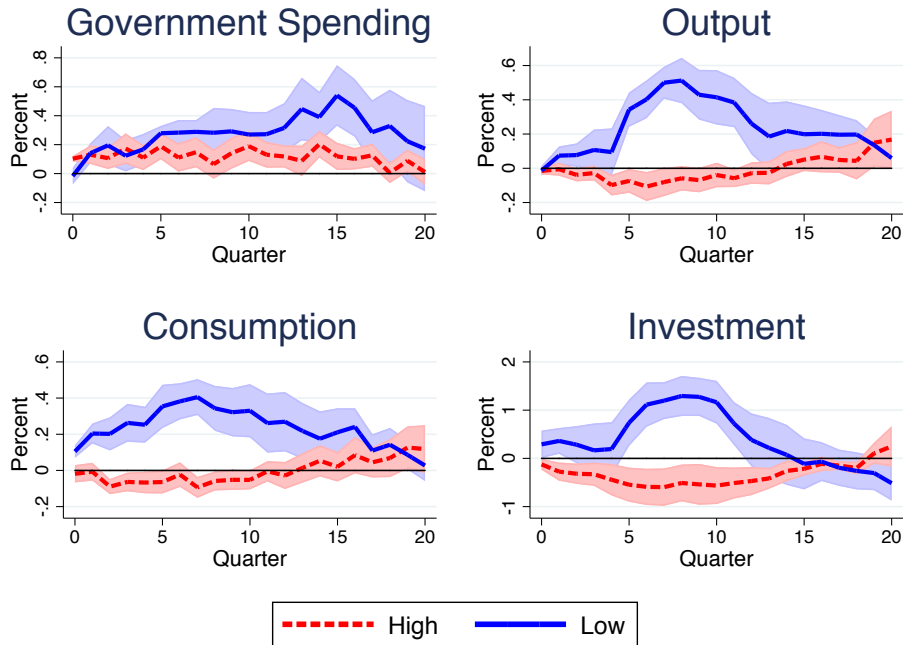 Government Spending
Output
Percent
-.2 0 .2 .4 .6 .8
0 5 10 15 20
Quarter
Percent
-.2 0 .2 .4 .6
0 5 10 15 20
Quarter
Consumption
Investment
Percent
-.2 0 .2 .4 .6
0 5 10 15 20
Quarter
Percent
-1 0 1 2
0 5 10 15 20
Quarter
High Low